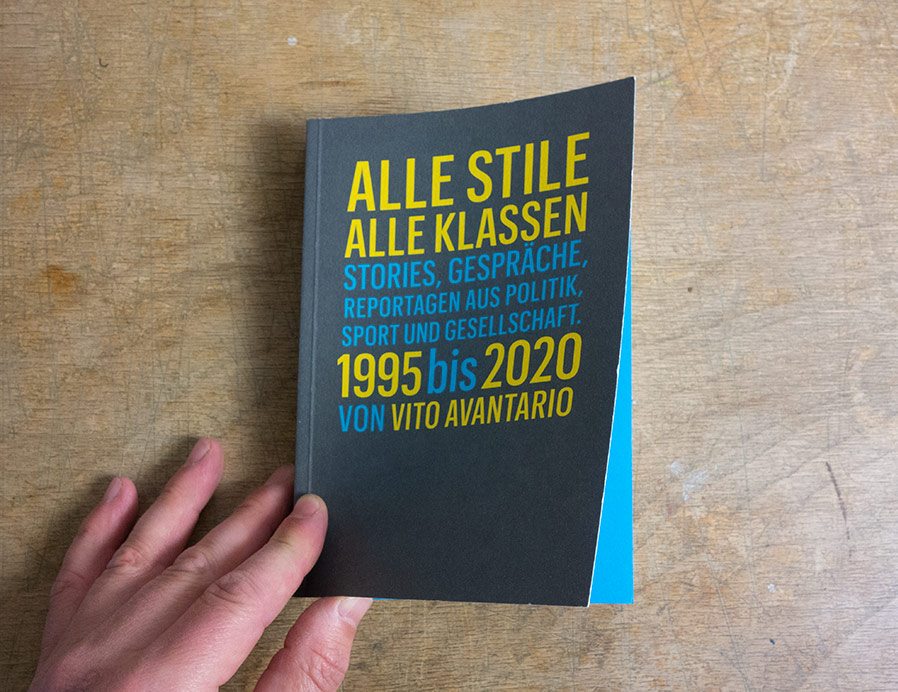 ALLE STILE
ALLE KLASSEN
STORIES, GESPRÄCHE,
REPORTAGEN AUS POLITIK,
SPORT UND GESELLSCHAFT.
1995 bis 2020
VON VITO AVANTARIO